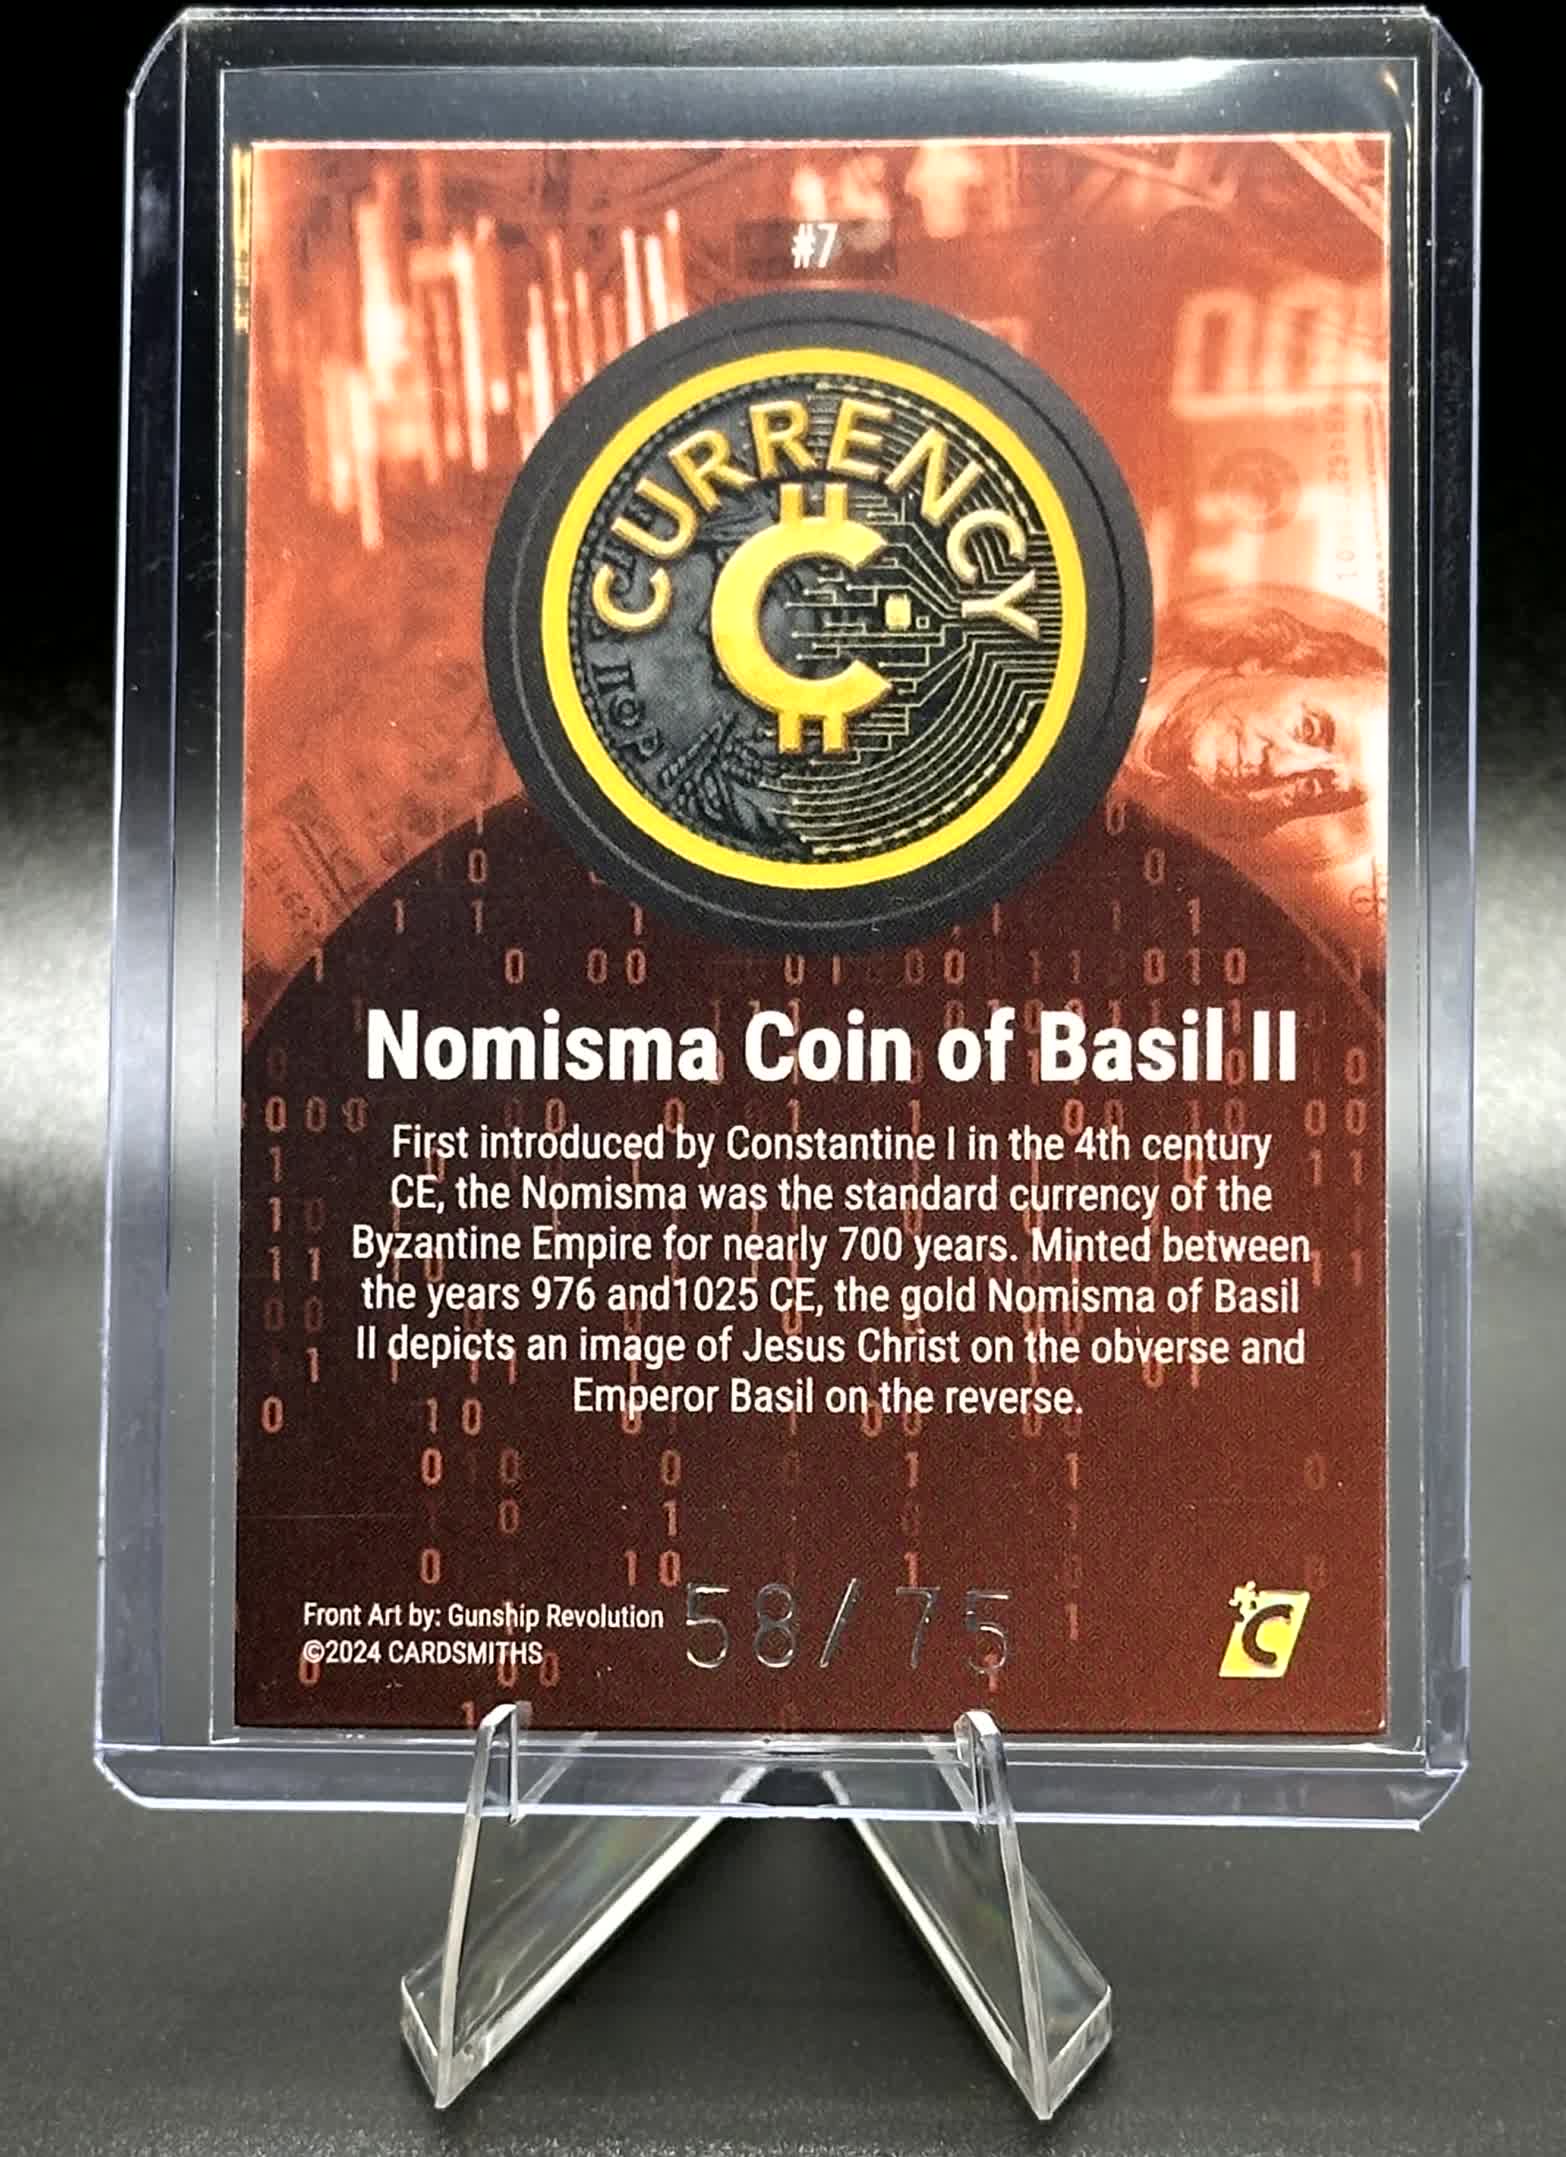 #7
CURRENCY
Nomisma Coin of Basil II
First introduced by Constantine I in the 4th century
CE, the Nomisma was the standard currency of the
Byzantine Empire for nearly 700 years. Minted between
the years 976 and1025 CE, the gold Nomisma of Basil
II depicts an image of Jesus Christ on the obverse and
Emperor Basil on the reverse.
Front Art by: Gunship Revolution
©2024 CARDSMITHS
58/75